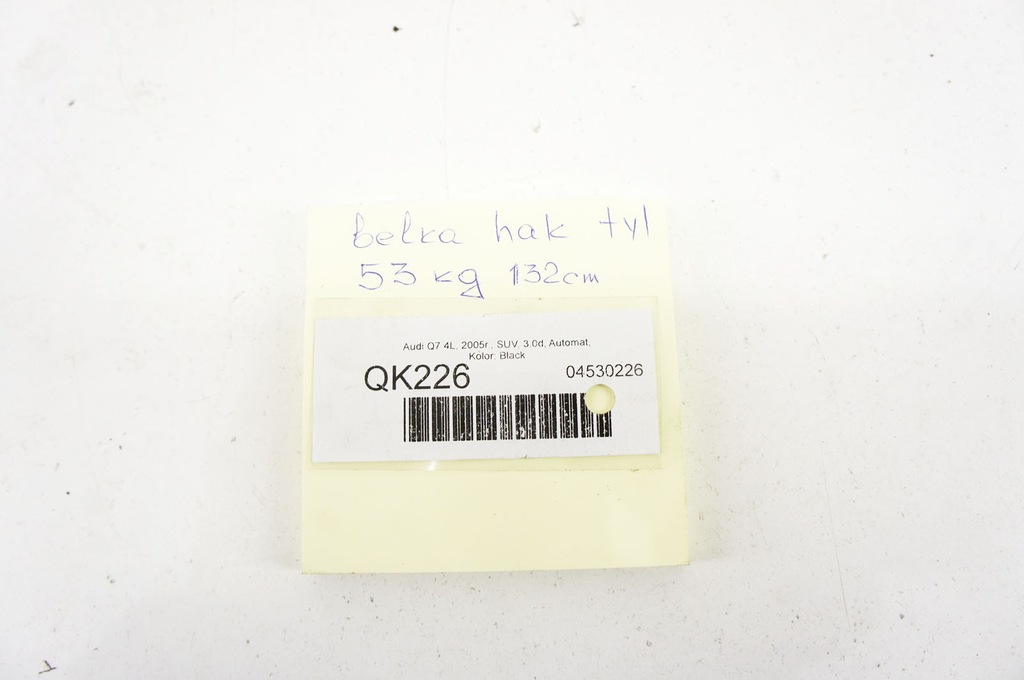 belka hak tyl
53 kg 132cm
Audi Q7 4L, 2005r., SUV, 3.0d, Automat,
Kolor: Black
QK226 04530226